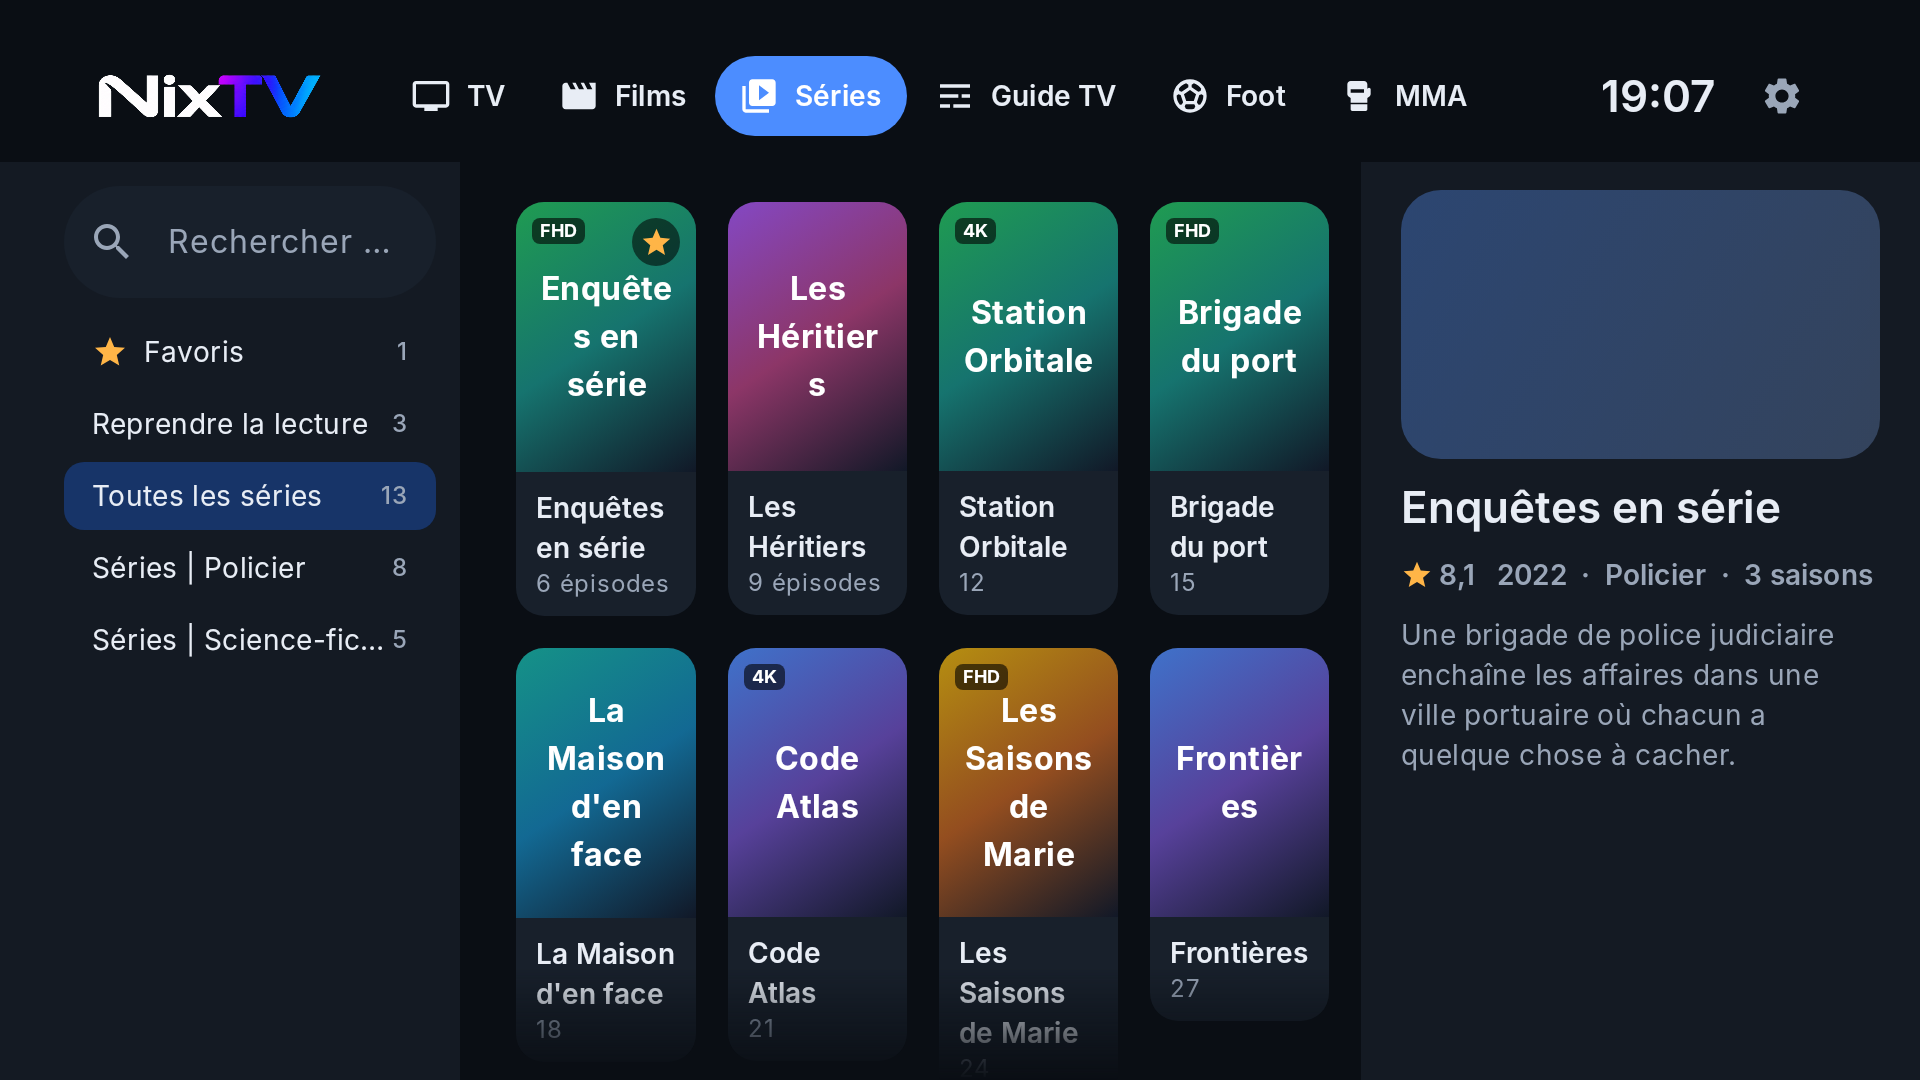 NixTV
TV
Films
Séries
Guide TV
Foot
MMA
19:07
Rechercher ...
Favoris 1
Reprendre la lecture 3
Toutes les séries 13
Séries | Policier 8
Séries | Science-fic... 5
FHD
Enquête
s en
série
Enquêtes
en série
6 épisodes
Les
Héritier
s
Les
Héritiers
9 épisodes
4K
Station
Orbitale
Station
Orbitale
12
FHD
Brigade
du port
Brigade
du port
15
La
Maison
d'en
face
La Maison
d'en face
18
4K
Code
Atlas
Code
Atlas
21
FHD
Les
Saisons
de
Marie
Les
Saisons
de Marie
24
Frontièr
es
Frontières
27
Enquêtes en série
8,1 2022 · Policier · 3 saisons
Une brigade de police judiciaire
enchaîne les affaires dans une
ville portuaire où chacun a
quelque chose à cacher.